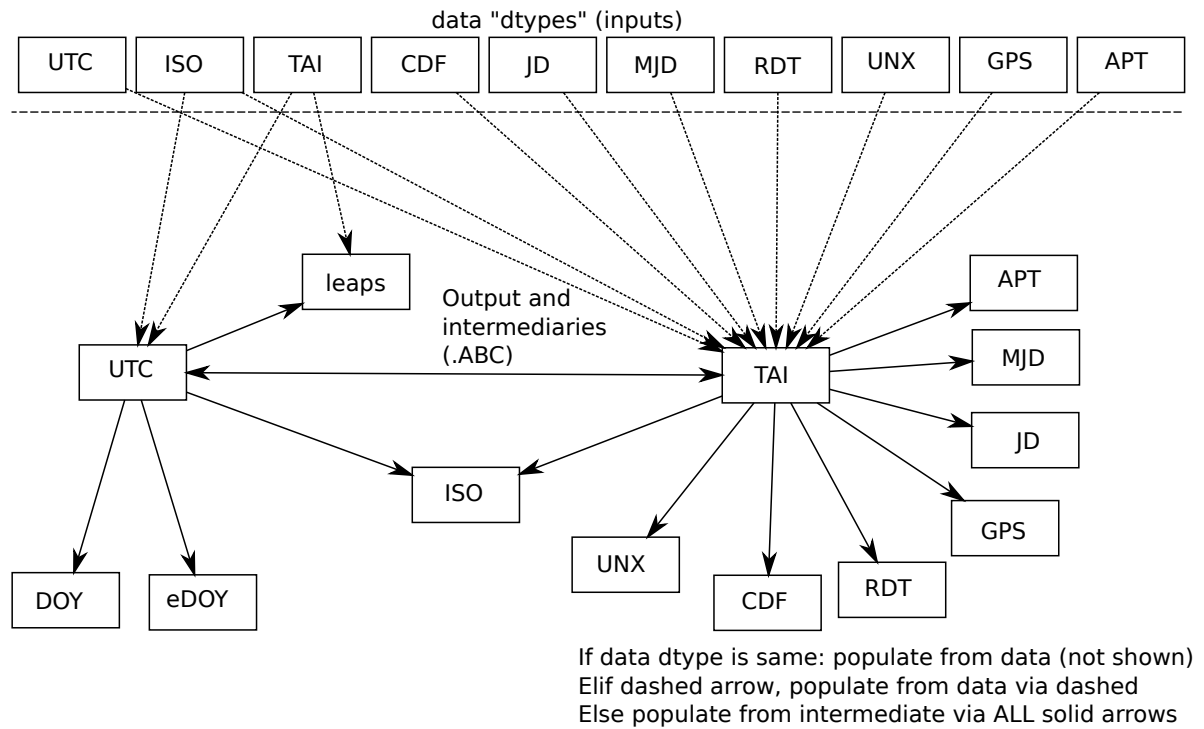 data "dtypes" (inputs)
UTC ISO TAI CDF JD MJD RDT UNX GPS APT
leaps
APT
Output and
intermediaries
(.ABC)
UTC
TAI
MJD
JD
ISO
GPS
UNX
RDT
DOY
eDOY
CDF
If data dtype is same: populate from data (not shown)
Elif dashed arrow, populate from data via dashed
Else populate from intermediate via ALL solid arrows